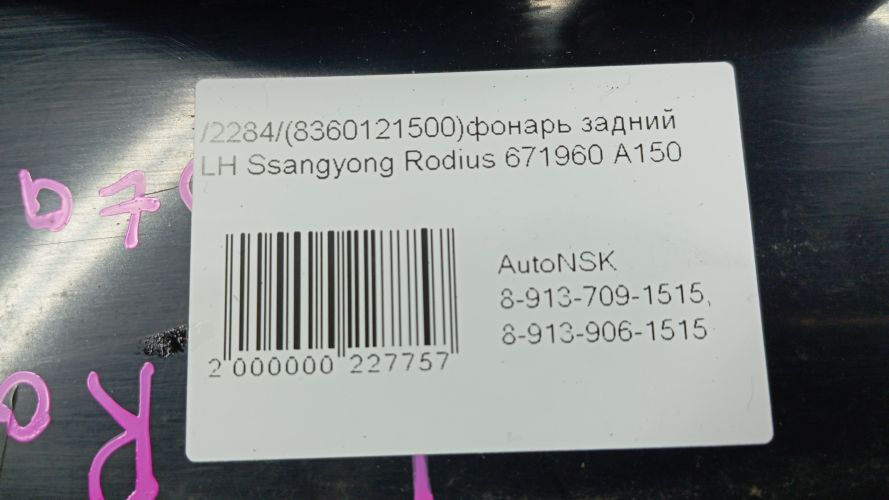 /2284/(8360121500)фонарь задний
LH Ssangyong Rodius 671960 A150
AutoNSK
8-913-709-1515,
8-913-906-1515
2 000000 227757